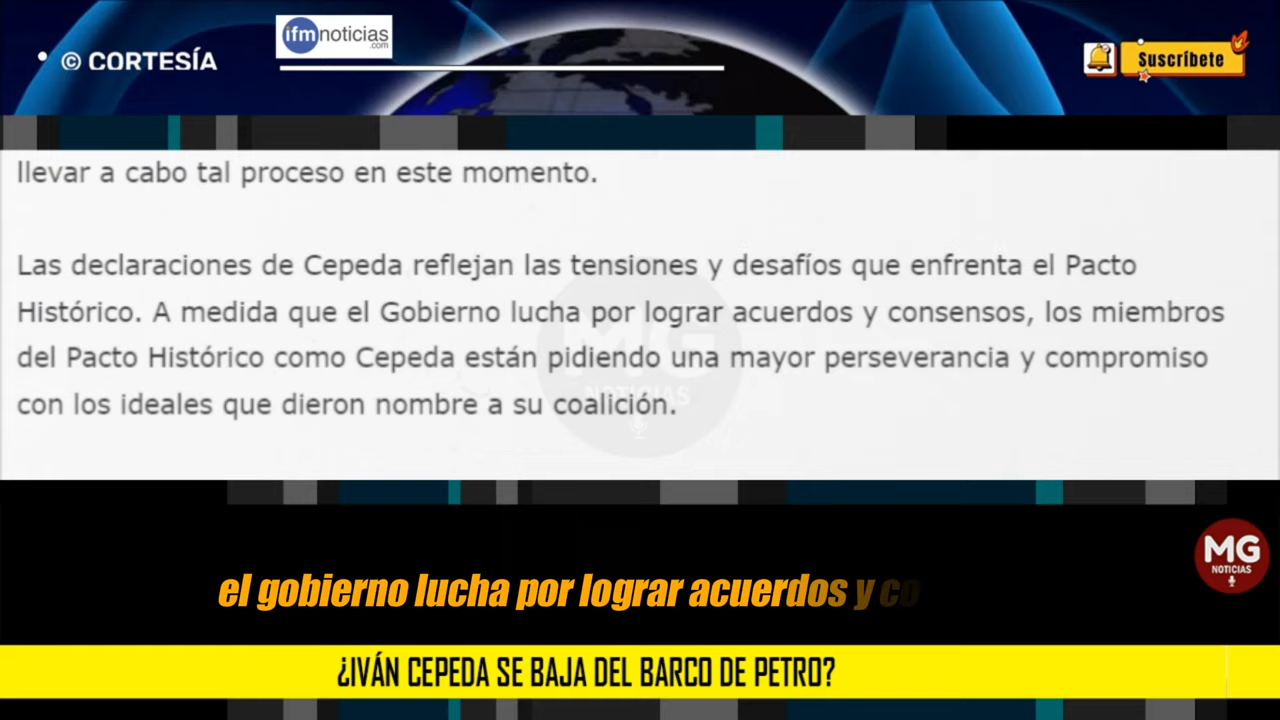 © CORTESÍA
ifmnoticias
.com
Suscríbete
llevar a cabo tal proceso en este momento.
Las declaraciones de Cepeda reflejan las tensiones y desafíos que enfrenta el Pacto
Histórico. A medida que el Gobierno lucha por lograr acuerdos y consensos, los miembros
del Pacto Histórico como Cepeda están pidiendo una mayor perseverancia y compromiso
con los ideales que dieron nombre a su coalición.
MG
NOTICIAS
el gobierno lucha por lograr acuerdos y co
MG
NOTICIAS
¿IVÁN CEPEDA SE BAJA DEL BARCO DE PETRO?